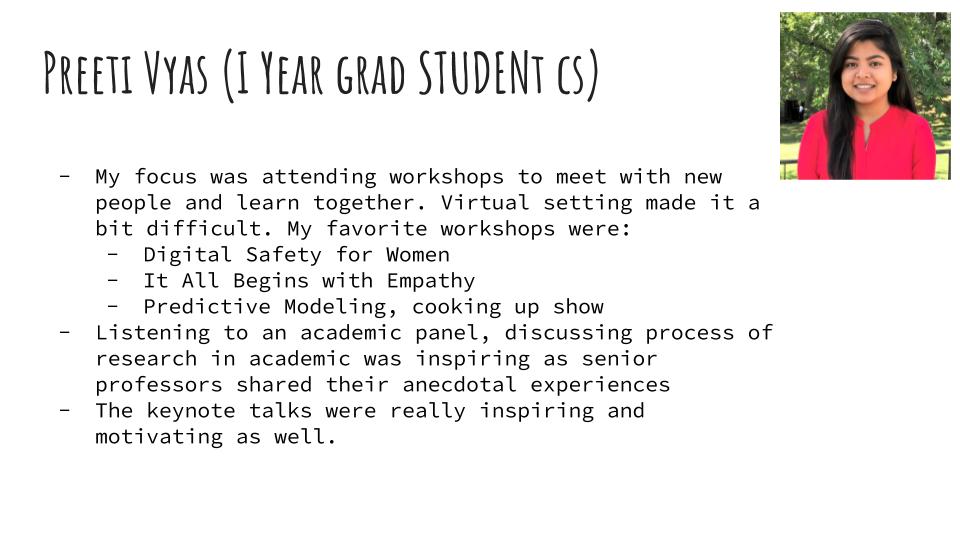 Preeti Vyas (I Year grad STUDENt cs)
- My focus was attending workshops to meet with new
people and learn together. Virtual setting made it a
bit difficult. My favorite workshops were:
- Digital Safety for Women
- It All Begins with Empathy
- Predictive Modeling, cooking up show
- Listening to an academic panel, discussing process of
research in academic was inspiring as senior
professors shared their anecdotal experiences
- The keynote talks were really inspiring and
motivating as well.